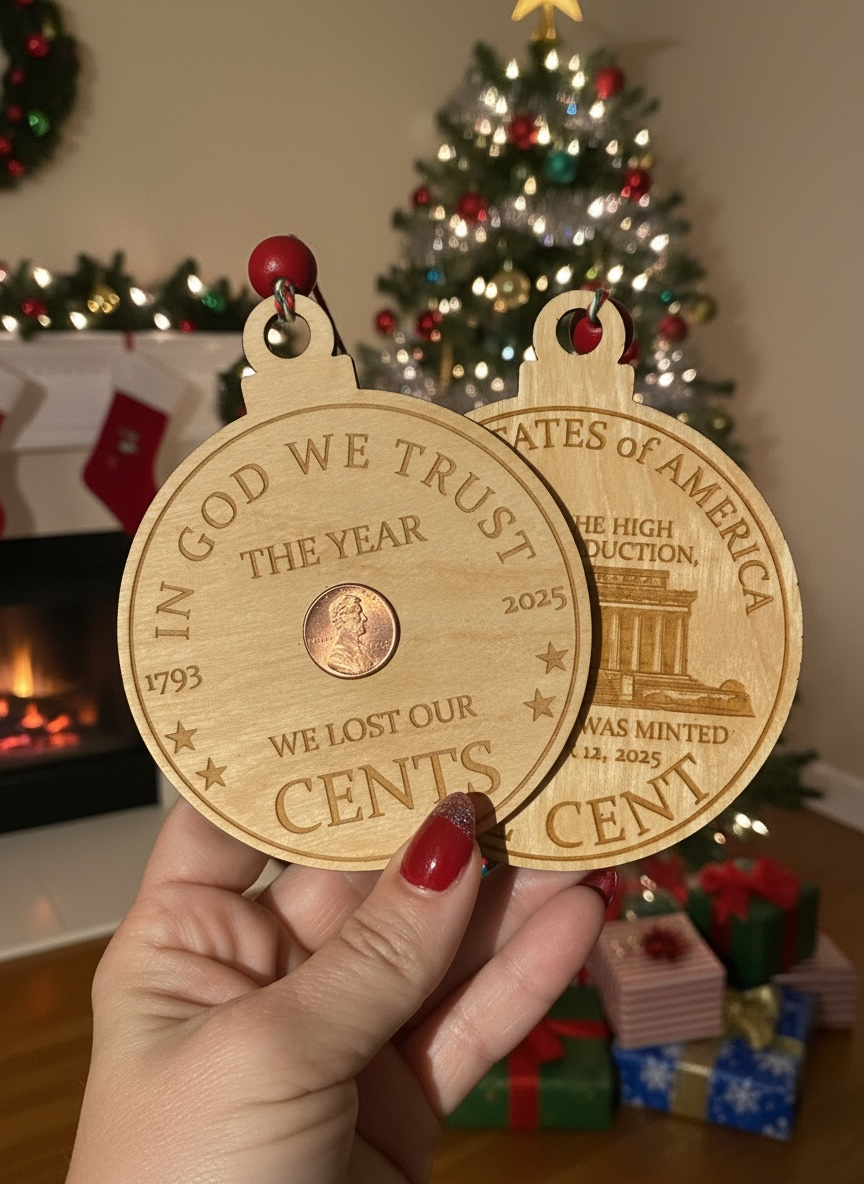 IN GOD WE TRUST
THE YEAR
1793
2025
WE LOST OUR
CENTS
TATES of AMERICA
HE HIGH
DUCTION,
WAS MINTED
12, 2025
CENT